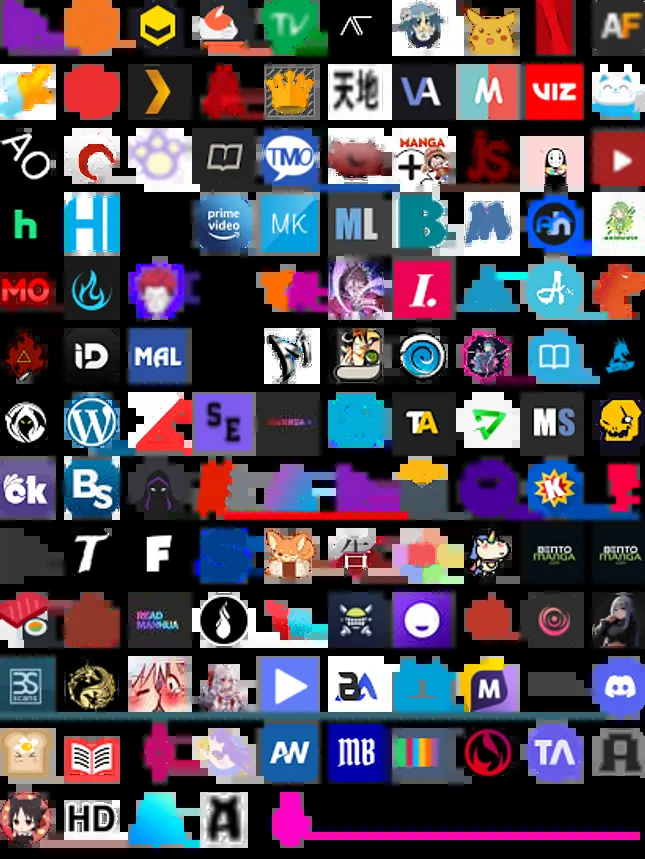 TV
AF
天地
VA
M
VIZ
AO
TMO
MANGA
+
JS
h
H
prime
video
MK
ML
B
M
Ah
MO
A
I.
iD
MAL
SE
TA
MS
ok
BS
K
T
F
BENTO
MANGA
BENTO
MANGA
READ
MANHUA
3S
scans
M
AW
MB
TA
A
HD
A